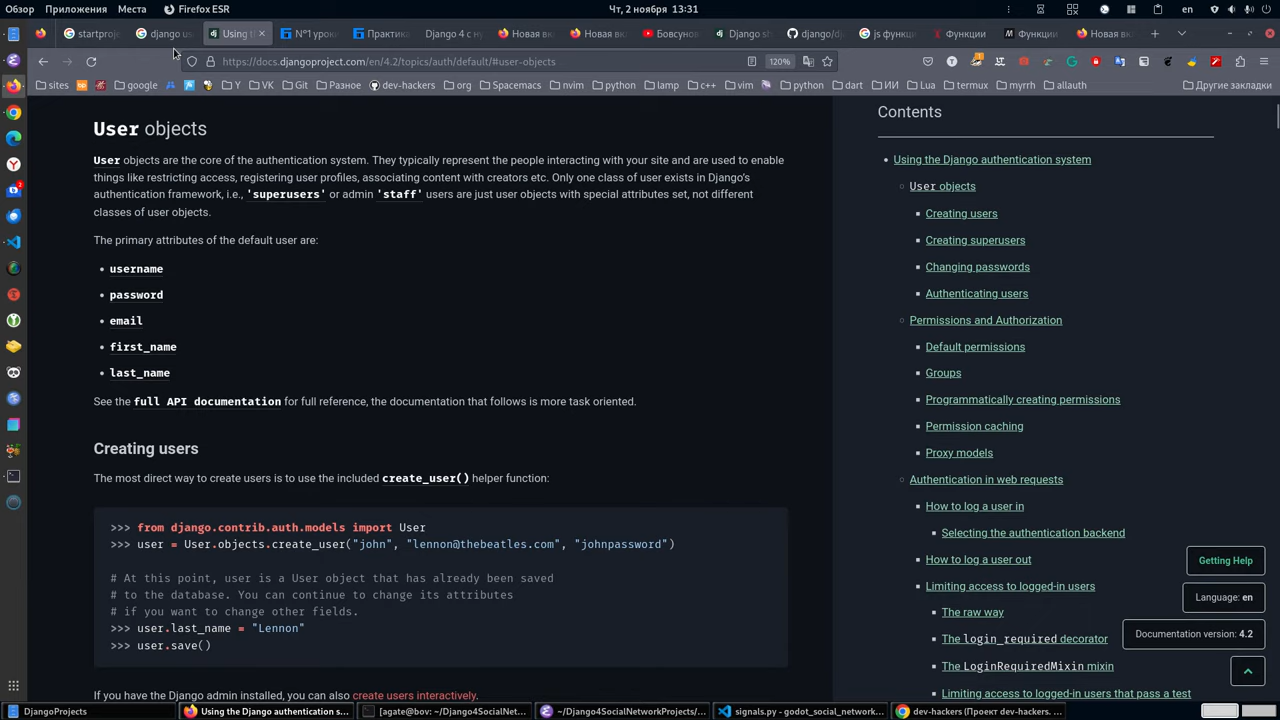 Обзор Приложения Места Firefox ESR Чт, 2 ноября 13:31 en
startproje django us Using t № 1 уроки Практика Django 4 с н Новая вк Новая вк Бовсунов Django sh github/dj js функци Функции Функции Новая вк
https://docs.djangoproject.com/en/4.2/topics/auth/default/#user-objects 120%
sites google Y VK Git Разное dev-hackers org Spacemacs nvim python lamp c++ vim python dart ИИ Lua termux myrrh allauth Другие закладки
User objects
User objects are the core of the authentication system. They typically represent the people interacting with your site and are used to enable
things like restricting access, registering user profiles, associating content with creators etc. Only one class of user exists in Django’s
authentication framework, i.e., 'superusers' or admin 'staff' users are just user objects with special attributes set, not different
classes of user objects.
The primary attributes of the default user are:
username
password
email
first_name
last_name
See the full API documentation for full reference, the documentation that follows is more task oriented.
Creating users
The most direct way to create users is to use the included create_user() helper function:
>>> from django.contrib.auth.models import User
>>> user = User.objects.create_user("john", "lennon@thebeatles.com", "johnpassword")
# At this point, user is a User object that has already been saved
# to the database. You can continue to change its attributes
# if you want to change other fields.
>>> user.last_name = "Lennon"
>>> user.save()
If you have the Django admin installed, you can also create users interactively.
Contents
Using the Django authentication system
User objects
Creating users
Creating superusers
Changing passwords
Authenticating users
Permissions and Authorization
Default permissions
Groups
Programmatically creating permissions
Permission caching
Proxy models
Authentication in web requests
How to log a user in
Selecting the authentication backend
How to log a user out
Limiting access to logged-in users
The raw way
The login_required decorator
The LoginRequiredMixin mixin
Limiting access to logged-in users that pass a test
Getting Help
Language: en
Documentation version: 4.2
DjangoProjects Using the Django authentication s... [agate@bov: ~/Django4SocialNet... ~/Django4SocialNetworkProjects/... signals.py - godot_social_network... dev-hackers (Проект dev-hackers. ...